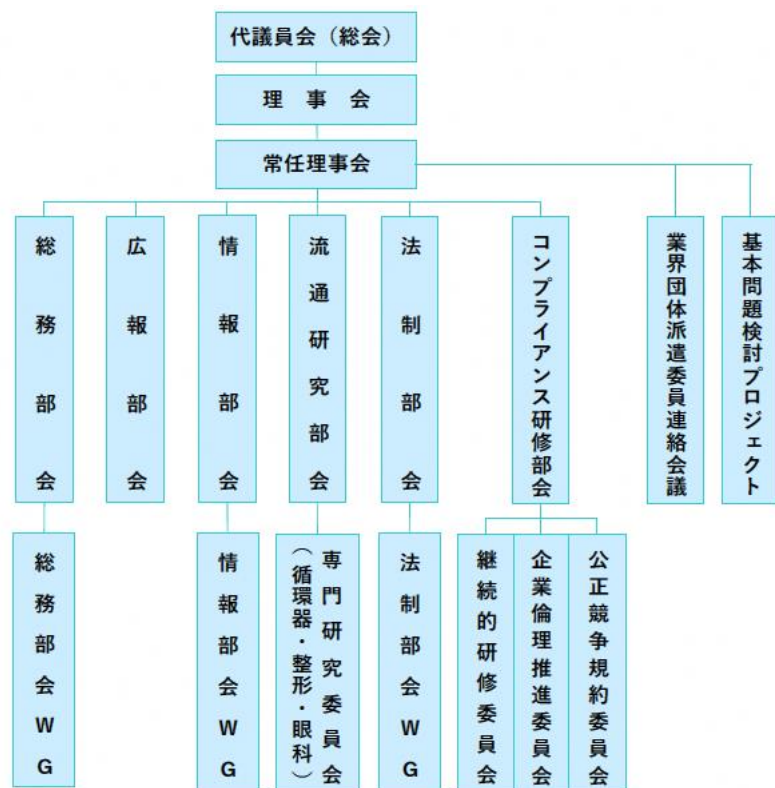 代議員会（総会）
理事会
常任理事会
総務部会
広報部会
情報部会
流通研究部会
法制部会
コンプライアンス研修部会
業界団体派遣委員連絡会議
基本問題検討プロジェクト
総務部会WG
情報部会WG
専門研究委員会
（循環器・整形・眼科）
法制部会WG
継続的研修委員会
企業倫理推進委員会
公正競争規約委員会